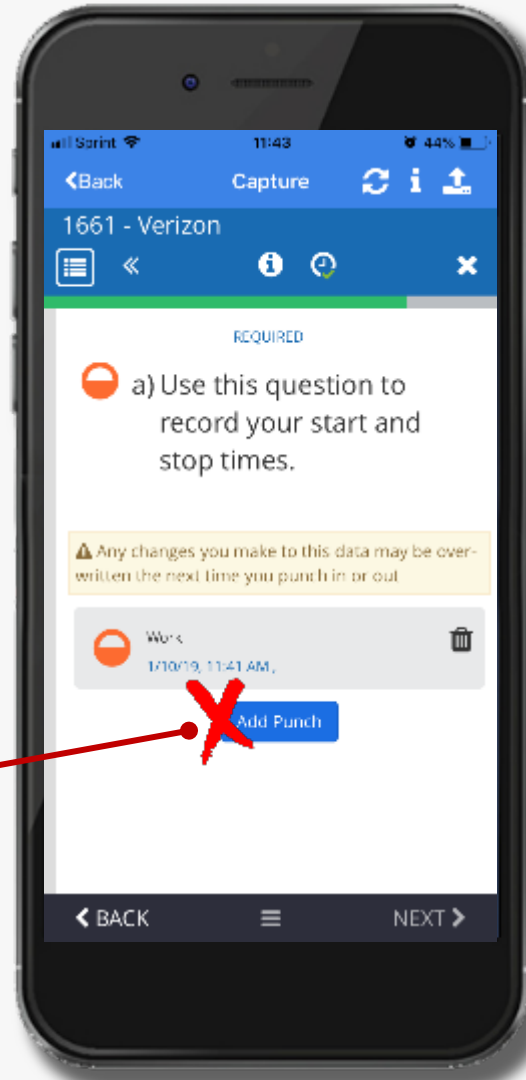 Sprint 11:43 44%
Back Capture
1661 - Verizon
REQUIRED
a) Use this question to
record your start and
stop times.
Any changes you make to this data may be over-
written the next time you punch in or out
Work
1/10/19, 11:41 AM ,
Add Punch
BACK NEXT